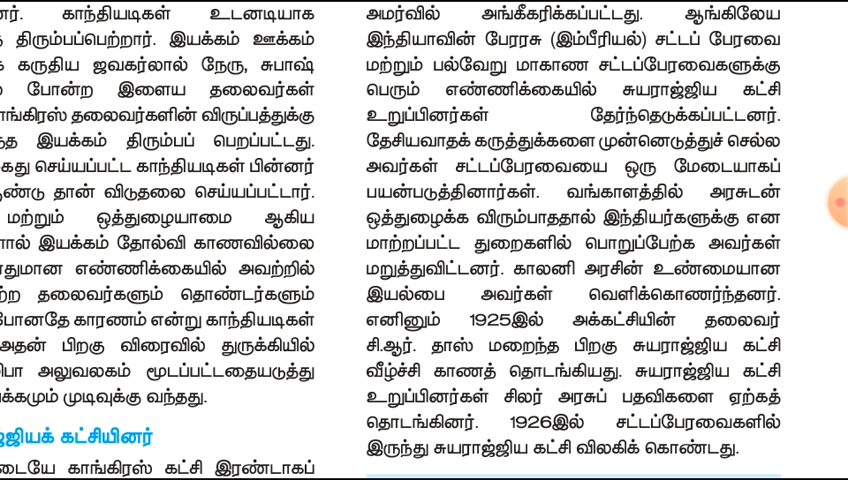 காந்தியடிகள் உடனடியாக
திரும்பப்பெற்றார். இயக்கம் ஊக்கம்
கருதிய ஜவகர்லால் நேரு, சுபாஷ்
போன்ற இளைய தலைவர்கள்
காங்கிரஸ் தலைவர்களின் விருப்பத்துக்கு
இயக்கம் திரும்பப் பெறப்பட்டது.
கைது செய்யப்பட்ட காந்தியடிகள் பின்னர்
தான் விடுதலை செய்யப்பட்டார்.
மற்றும் ஒத்துழையாமை ஆகிய
இயக்கம் தோல்வி காணவில்லை
எண்ணிக்கையில் அவற்றில்
தலைவர்களும் தொண்டர்களும்
போனதே காரணம் என்று காந்தியடிகள்
அதன் பிறகு விரைவில் துருக்கியில்
அலுவலகம் மூடப்பட்டதையடுத்து
முடிவுக்கு வந்தது.
கட்சியினர்
காங்கிரஸ் கட்சி இரண்டாகப்
அமர்வில் அங்கீகரிக்கப்பட்டது. ஆங்கிலேய
இந்தியாவின் பேரரசு (இம்பீரியல்) சட்டப் பேரவை
மற்றும் பல்வேறு மாகாண சட்டப்பேரவைகளுக்கு
பெரும் எண்ணிக்கையில் சுயராஜ்ஜிய கட்சி
உறுப்பினர்கள் தேர்ந்தெடுக்கப்பட்டனர்.
தேசியவாதக் கருத்துக்களை முன்னெடுத்துச் செல்ல
அவர்கள் சட்டப்பேரவையை ஒரு மேடையாகப்
பயன்படுத்தினார்கள். வங்காளத்தில் அரசுடன்
ஒத்துழைக்க விரும்பாததால் இந்தியர்களுக்கு என
மாற்றப்பட்ட துறைகளில் பொறுப்பேற்க அவர்கள்
மறுத்துவிட்டனர். காலனி அரசின் உண்மையான
இயல்பை அவர்கள் வெளிக்கொணர்ந்தனர்.
எனினும் 1925இல் அக்கட்சியின் தலைவர்
சி.ஆர். தாஸ் மறைந்த பிறகு சுயராஜ்ஜிய கட்சி
வீழ்ச்சி காணத் தொடங்கியது. சுயராஜ்ஜிய கட்சி
உறுப்பினர்கள் சிலர் அரசுப் பதவிகளை ஏற்கத்
தொடங்கினர். 1926இல் சட்டப்பேரவைகளில்
இருந்து சுயராஜ்ஜிய கட்சி விலகிக் கொண்டது.